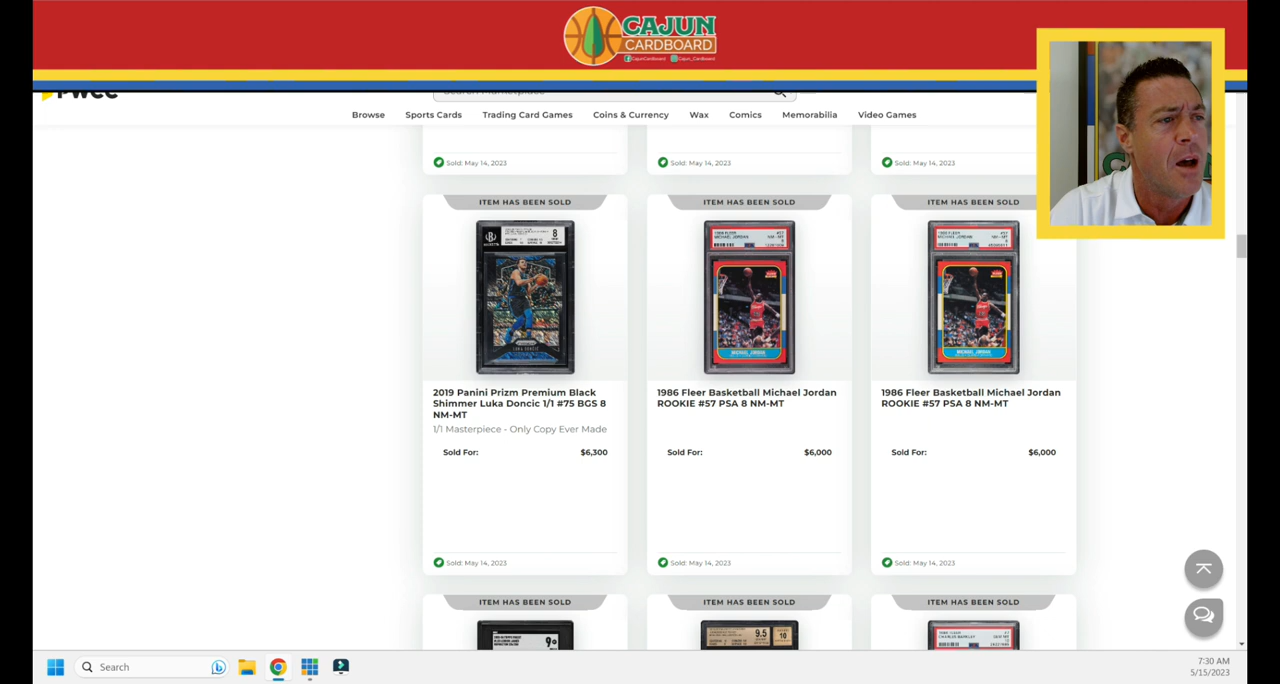 CAJUN
CARDBOARD
CajunCardboard Cajun_Cardboard
Browse Sports Cards Trading Card Games Coins & Currency Wax Comics Memorabilia Video Games
Sold: May 14, 2023 Sold: May 14, 2023 Sold: May 14, 2023
ITEM HAS BEEN SOLD ITEM HAS BEEN SOLD ITEM HAS BEEN SOLD
8
2019 Panini Prizm Premium Black
Shimmer Luka Doncic 1/1 #75 BGS 8
NM-MT
1/1 Masterpiece - Only Copy Ever Made
Sold For: $6,300
1986 Fleer Basketball Michael Jordan
ROOKIE #57 PSA 8 NM-MT
Sold For: $6,000
1986 Fleer Basketball Michael Jordan
ROOKIE #57 PSA 8 NM-MT
Sold For: $6,000
Sold: May 14, 2023 Sold: May 14, 2023 Sold: May 14, 2023
ITEM HAS BEEN SOLD ITEM HAS BEEN SOLD ITEM HAS BEEN SOLD
9.5
10
Search
7:30 AM
5/15/2023